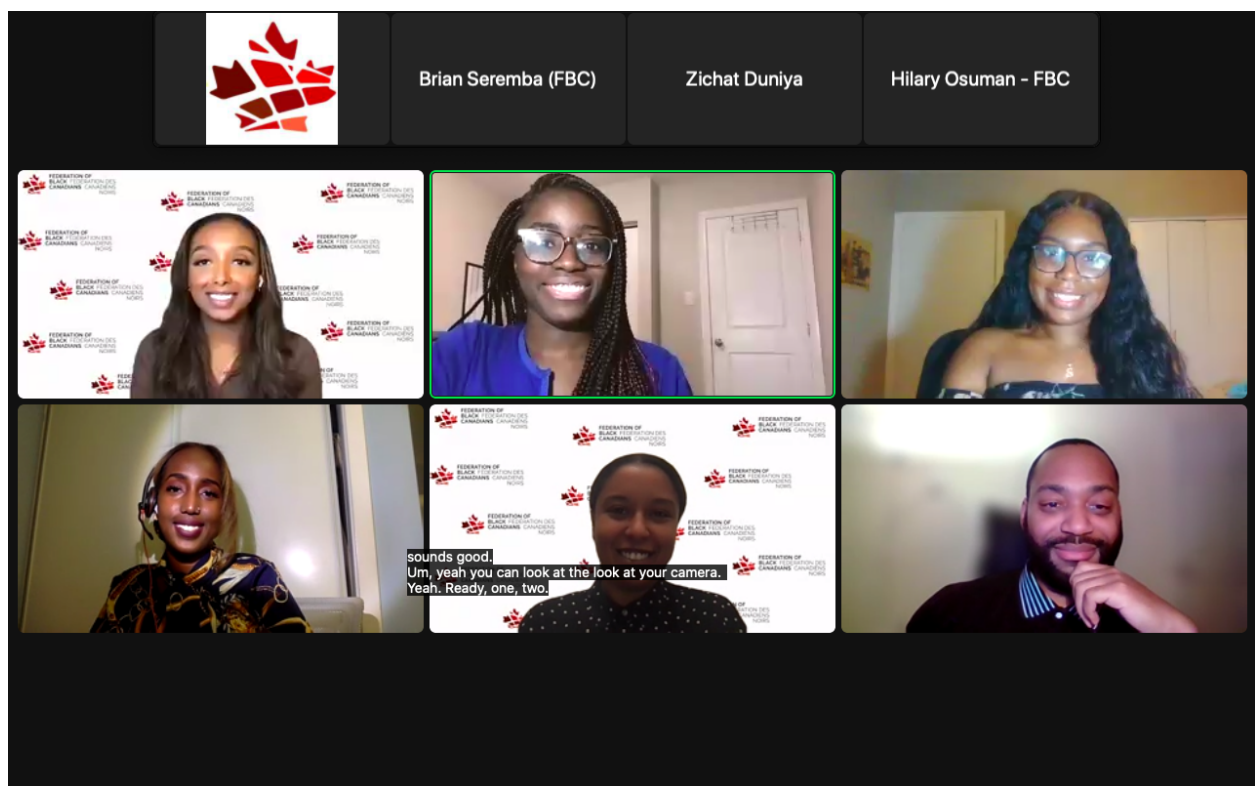 Brian Seremba (FBC)
Zichat Duniya
Hilary Osuman - FBC
FEDERATION OF
BLACK FÉDÉRATION DES
CANADIANS CANADIENS
NOIRS
sounds good.
Um, yeah you can look at the look at your camera.
Yeah. Ready, one, two.